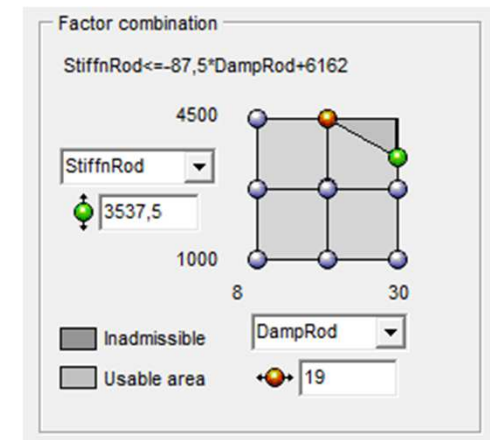 Factor combination
StiffnRod<=-87,5*DampRod+6162
4500
StiffnRod
3537,5
1000
8 30
Inadmissible DampRod
Usable area 19